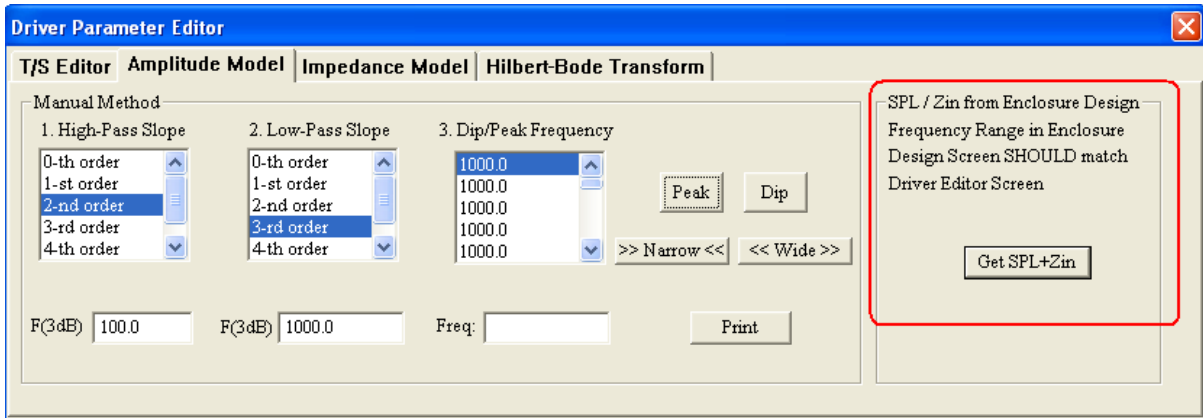 Driver Parameter Editor
T/S Editor Amplitude Model Impedance Model Hilbert-Bode Transform
Manual Method
1. High-Pass Slope 2. Low-Pass Slope 3. Dip/Peak Frequency
0-th order
1-st order
2-nd order
3-rd order
4-th order
0-th order
1-st order
2-nd order
3-rd order
4-th order
1000.0
1000.0
1000.0
1000.0
1000.0
Peak Dip
>> Narrow << << Wide >>
F(3dB) 100.0 F(3dB) 1000.0 Freq: Print
SPL / Zin from Enclosure Design
Frequency Range in Enclosure
Design Screen SHOULD match
Driver Editor Screen
Get SPL+Zin